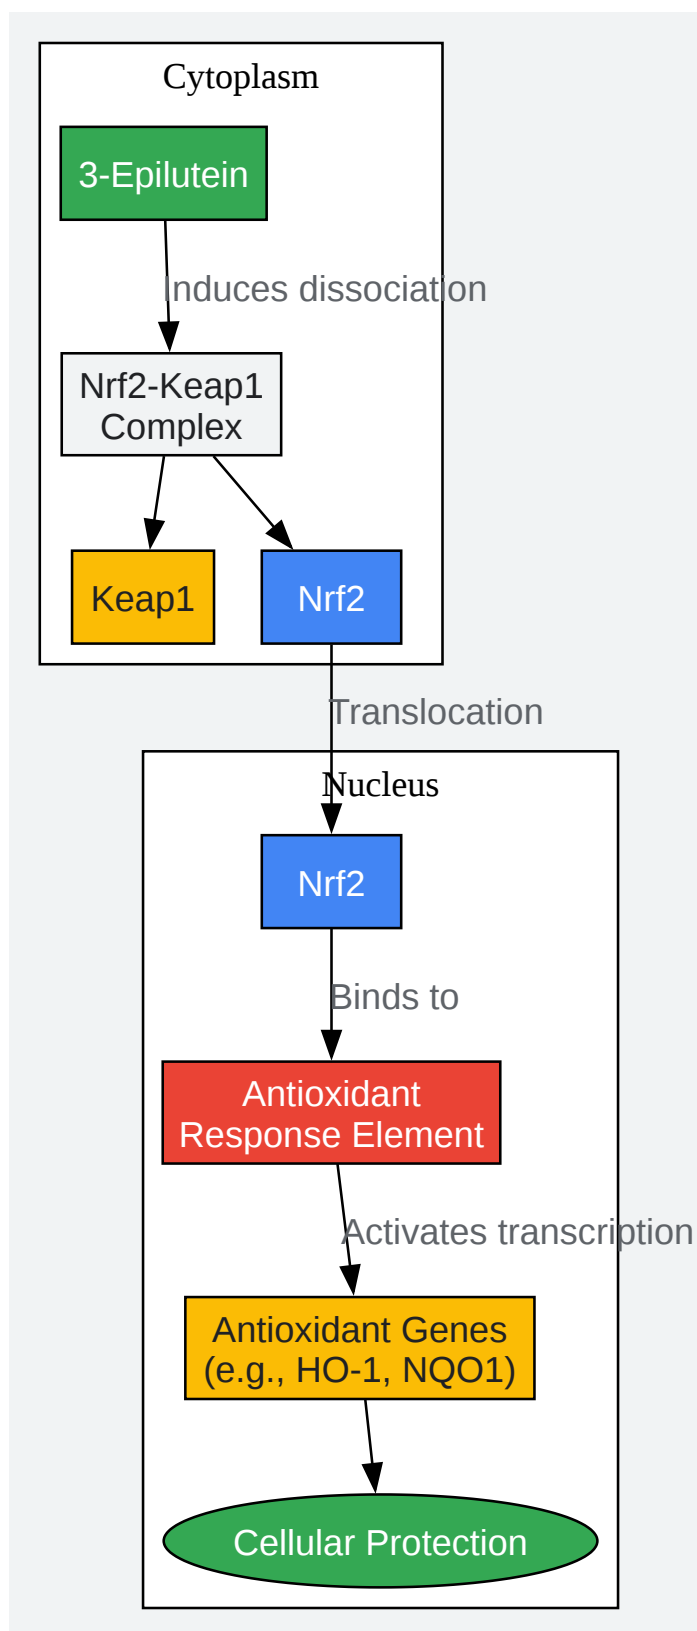 Cytoplasm
3-Epilutein
Induces dissociation
Nrf2-Keap1
Complex
Keap1
Nrf2
Translocation
Nucleus
Nrf2
Binds to
Antioxidant
Response Element
Activates transcription
Antioxidant Genes
(e.g., HO-1, NQO1)
Cellular Protection